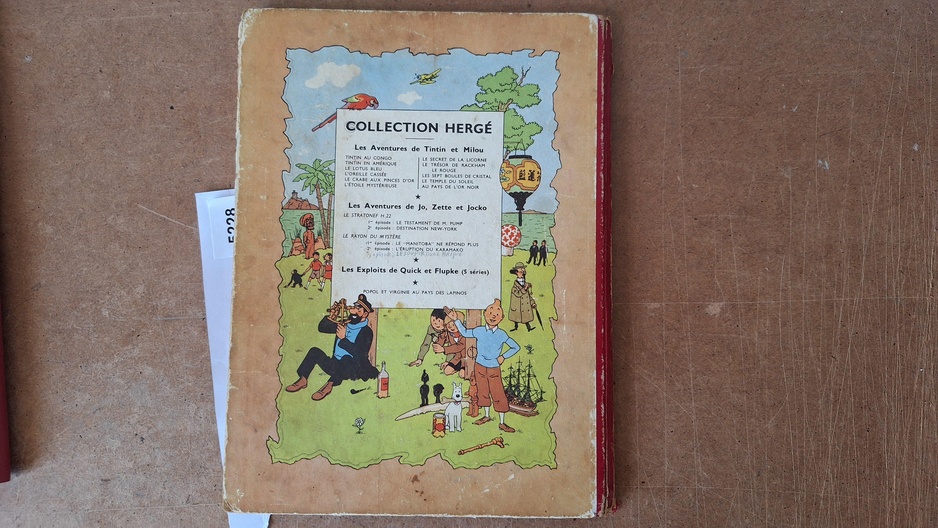 COLLECTION HERGÉ
Les Aventures de Tintin et Milou
TINTIN AU CONGO
TINTIN EN AMÉRIQUE
LE LOTUS BLEU
L'OREILLE CASSÉE
LE CRABE AUX PINCES D'OR
L'ÉTOILE MYSTÉRIEUSE
LE SECRET DE LA LICORNE
LE TRÉSOR DE RACKHAM
LE ROUGE
LES SEPT BOULES DE CRISTAL
LE TEMPLE DU SOLEIL
AU PAYS DE L'OR NOIR
Les Aventures de Jo, Zette et Jocko
LE STRATONEF H.22
1er épisode : LE TESTAMENT DE M. PUMP
2e épisode : DESTINATION NEW-YORK
LE RAYON DU MYSTÈRE
1er épisode : LE "MANITOBA" NE RÉPOND PLUS
2e épisode : L'ÉRUPTION DU KARAMAKO
Les Exploits de Quick et Flupke (5 séries)
POPOL ET VIRGINIE AU PAYS DES LAPINOS
5228